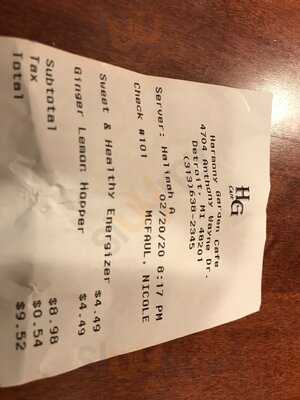 HG
Cafe
Harmony Garden Cafe
4704 Anthony Wayne Dr.
Detroit, MI 48201
(313)638-2345
Server: Halimah A 02/20/20 8:17 PM
Check #101 MCFAUL, NICOLE
Sweet & Healthy Energizer $4.49
Ginger Lemon Hopper $4.49
Subtotal $8.98
Tax $0.54
Total $9.52